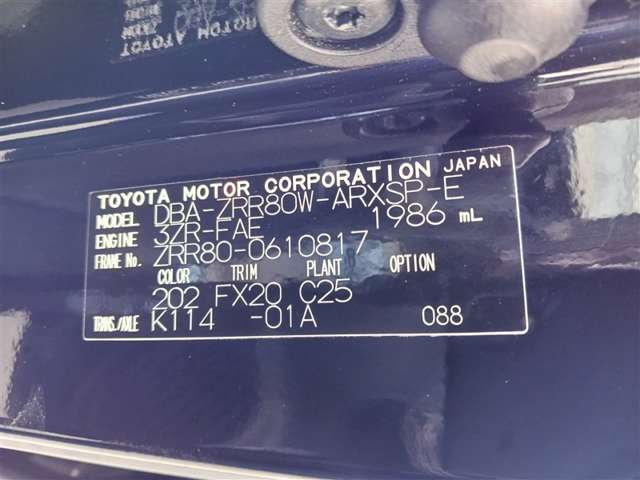 TOYOTA MOTOR CORPORATION JAPAN
MODEL DBA-ZRR80W-ARXSP-E
ENGINE 3ZR-FAE 1986 mL
FRAME No. ZRR80-0610817
COLOR TRIM PLANT OPTION
202 FX20 C25
TRANS./AXLE K114 -01A 088